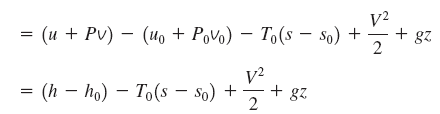 = (u + Pv) − (u₀ + P₀v₀) − T₀(s − s₀) + V²/2 + gz
= (h − h₀) − T₀(s − s₀) + V²/2 + gz